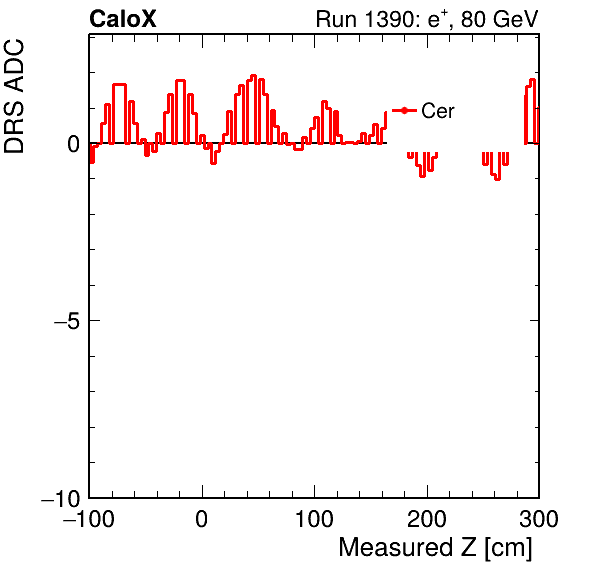 CaloX Run 1390: e⁺, 80 GeV
DRS ADC
Cer
0
−5
−10
−100 0 100 200 300
Measured Z [cm]